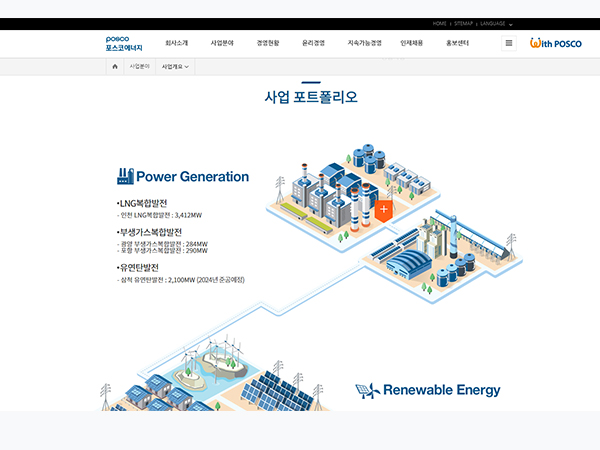 HOME | SITEMAP | LANGUAGE
posco
포스코에너지
회사소개 사업분야 경영현황 윤리경영 지속가능경영 인재채용 홍보센터
With POSCO
사업분야 사업개요
사업 포트폴리오
Power Generation
•LNG복합발전
- 인천 LNG복합발전 : 3,412MW
•부생가스복합발전
- 광양 부생가스복합발전 : 284MW
- 포항 부생가스복합발전 : 290MW
•유연탄발전
- 삼척 유연탄발전 : 2,100MW (2024년 준공예정)
Renewable Energy